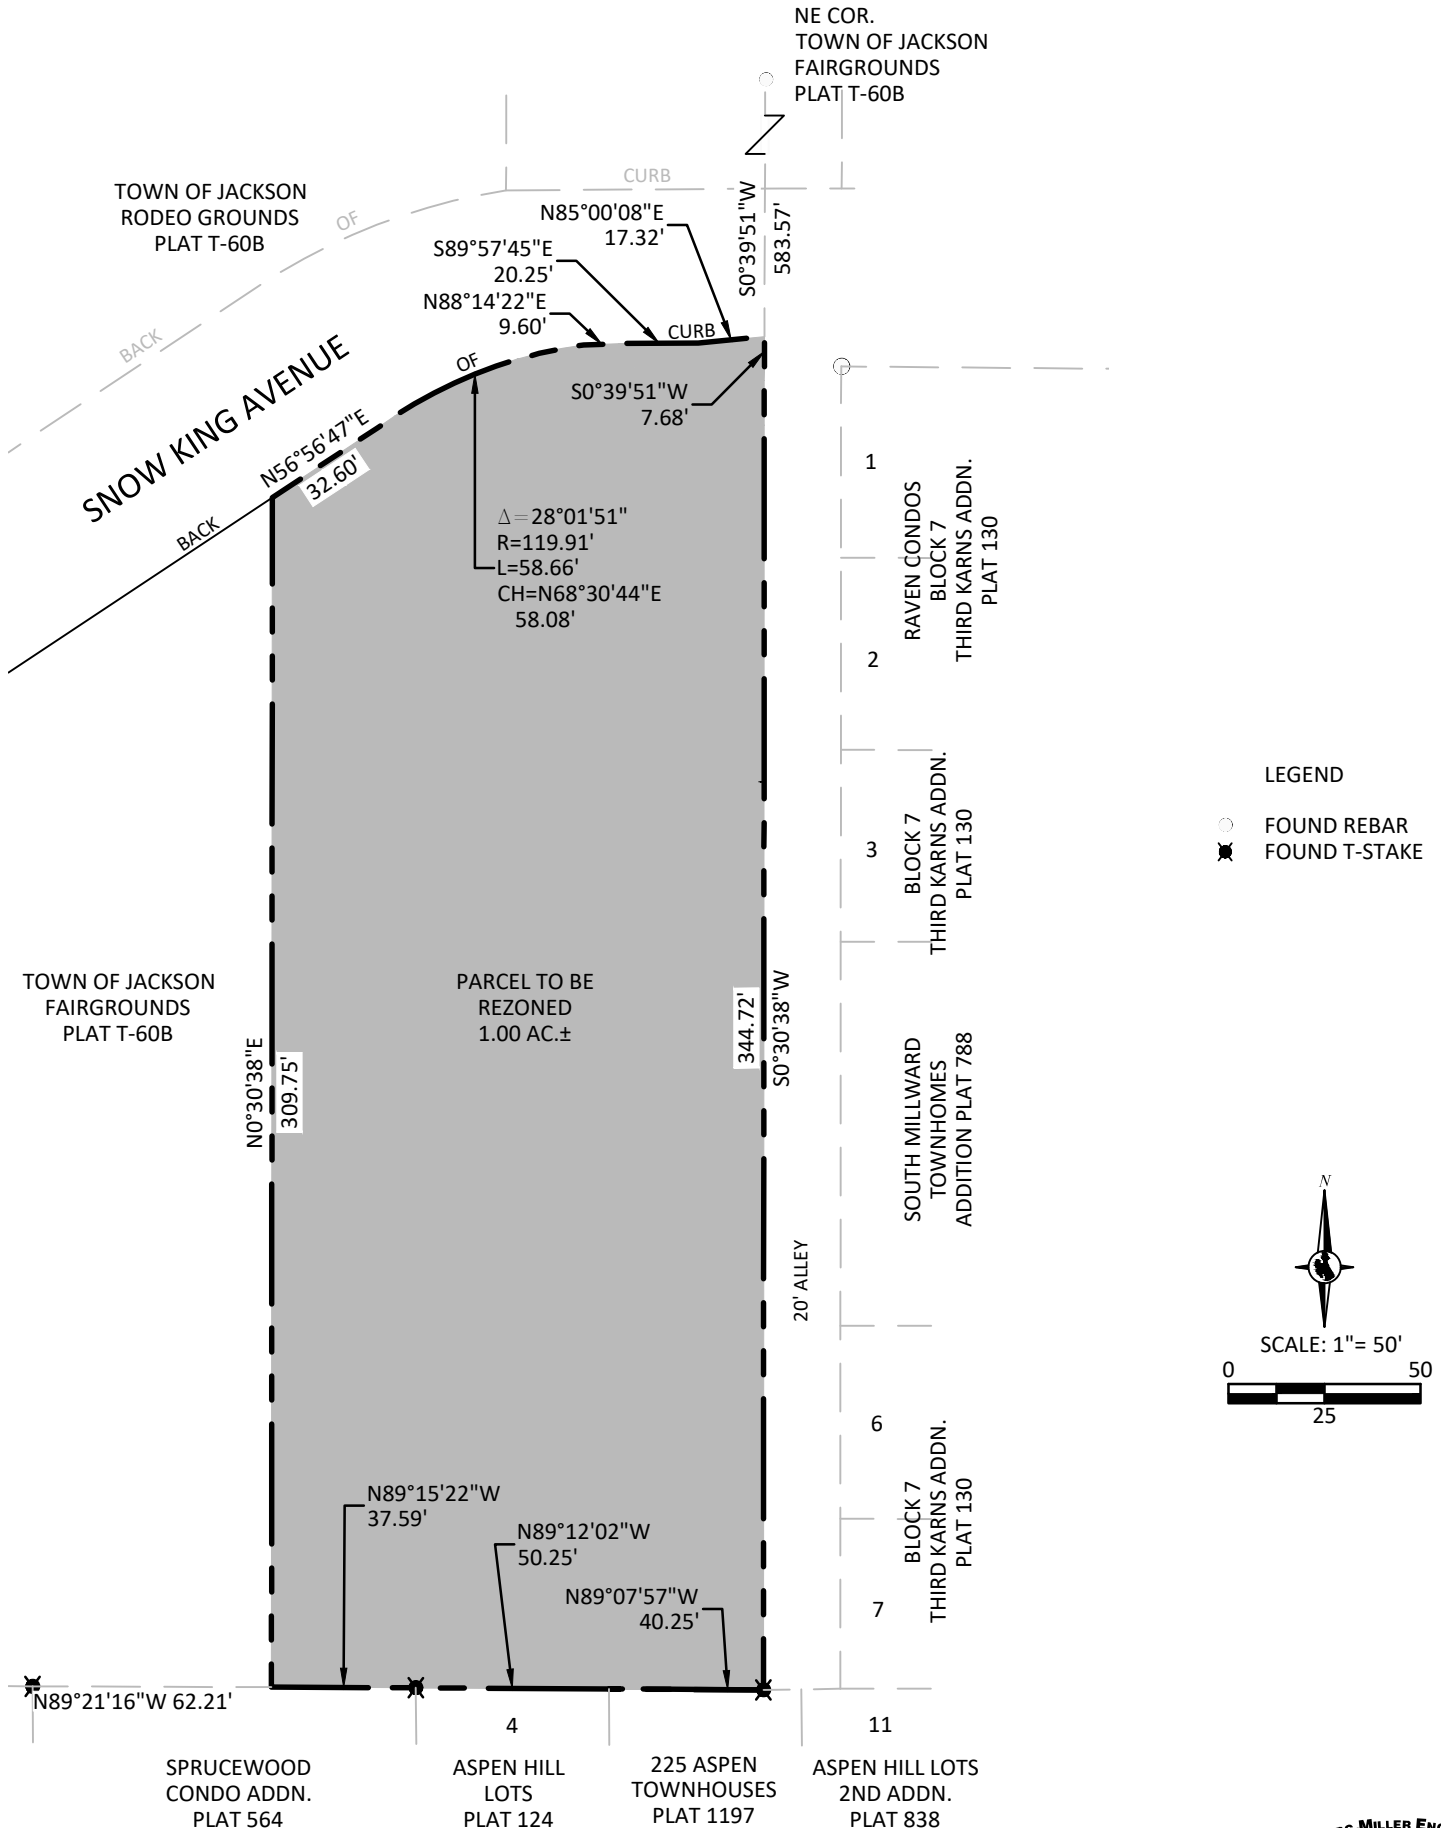 NE COR.
TOWN OF JACKSON
FAIRGROUNDS
PLAT T-60B
CURB
TOWN OF JACKSON
RODEO GROUNDS
PLAT T-60B
OF
BACK
N85°00'08"E
17.32'
S0°39'51"W
583.57'
S89°57'45"E
20.25'
N88°14'22"E
9.60'
CURB
OF
SNOW KING AVENUE
BACK
N56°56'47"E
32.60'
S0°39'51"W
7.68'
Δ=28°01'51"
R=119.91'
L=58.66'
CH=N68°30'44"E
58.08'
1
RAVEN CONDOS
BLOCK 7
THIRD KARNS ADDN.
PLAT 130
2
3
BLOCK 7
THIRD KARNS ADDN.
PLAT 130
LEGEND
FOUND REBAR
FOUND T-STAKE
TOWN OF JACKSON
FAIRGROUNDS
PLAT T-60B
PARCEL TO BE
REZONED
1.00 AC.±
N0°30'38"E
309.75'
344.72'
S0°30'38"W
SOUTH MILLWARD
TOWNHOMES
ADDITION PLAT 788
20' ALLEY
N
SCALE: 1"= 50'
0 50
25
6
BLOCK 7
THIRD KARNS ADDN.
PLAT 130
7
N89°15'22"W
37.59'
N89°12'02"W
50.25'
N89°07'57"W
40.25'
N89°21'16"W 62.21'
4
11
SPRUCEWOOD
CONDO ADDN.
PLAT 564
ASPEN HILL
LOTS
PLAT 124
225 ASPEN
TOWNHOUSES
PLAT 1197
ASPEN HILL LOTS
2ND ADDN.
PLAT 838
MILLER